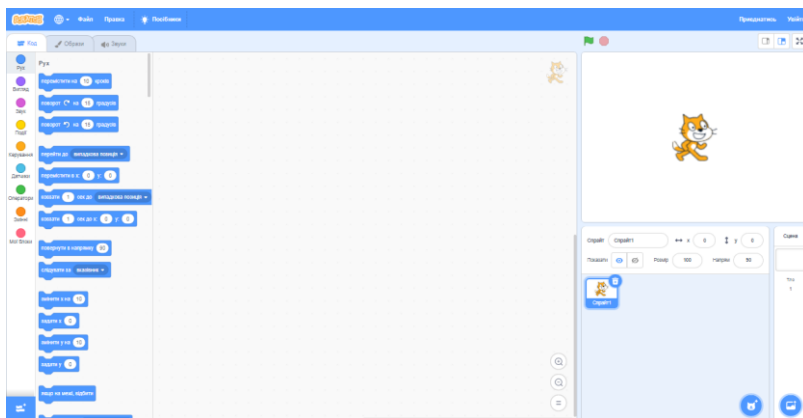 SCRATCH
Файл Правка Посібники Приєднатись Увійти
Код Образи Звуки
Рух
Рух
Вигляд
Звук
Події
Керування
Датчики
Оператори
Змінні
Мої блоки
перемістити на 10 кроків
поворот на 15 градусів
поворот на 15 градусів
перейти до випадкова позиція
перемістити в x: 0 y: 0
ковзати 1 сек до випадкова позиція
ковзати 1 сек до x: 0 y: 0
повернути в напрямку 90
слідувати за вказівник
змінити x на 10
задати x 0
змінити y на 10
задати y 0
якщо на межі, відбити
Спрайт Спрайт1 x 0 y 0
Показати Розмір 100 Напрям 90
Спрайт1
Сцена
Тло
1